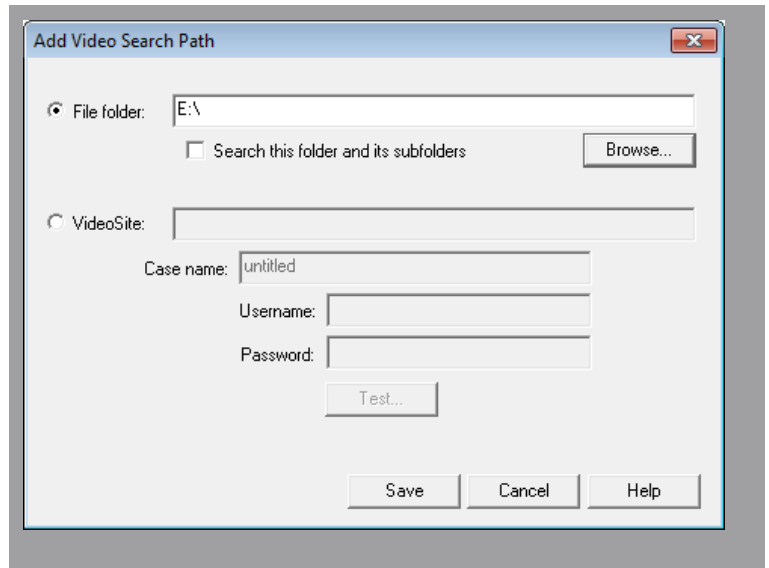 Add Video Search Path
File folder: E:\
Search this folder and its subfolders Browse...
VideoSite:
Case name: untitled
Username:
Password:
Test...
Save Cancel Help